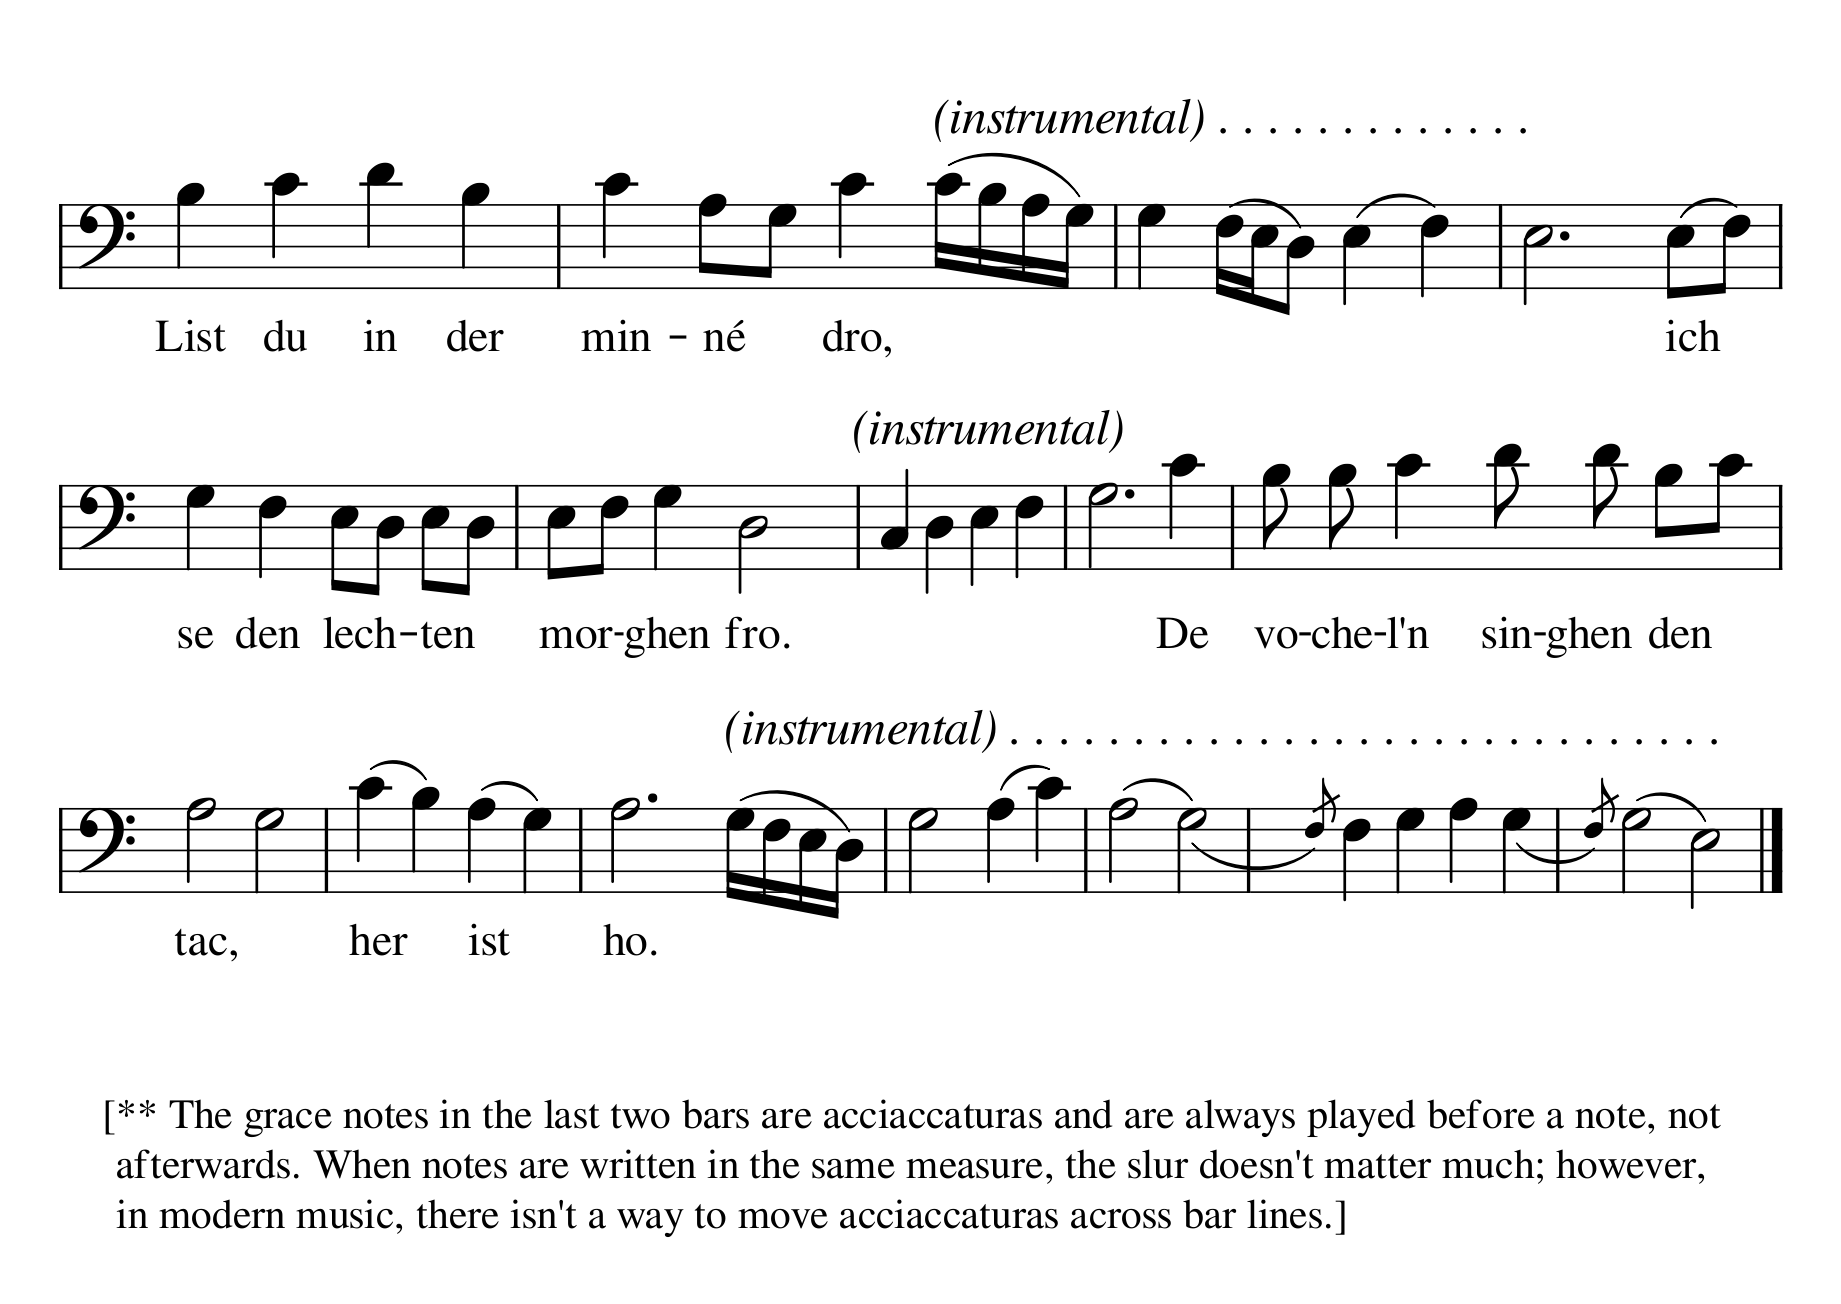 (instrumental) . . . . . . . . . . . . .
List du in der min - né dro, ich
(instrumental)
se den lech-ten mor-ghen fro. De vo-che-l'n sin-ghen den
(instrumental) . . . . . . . . . . . . . . . . . . . . . . . . . . . . .
tac, her ist ho.
[** The grace notes in the last two bars are acciaccaturas and are always played before a note, not
afterwards. When notes are written in the same measure, the slur doesn't matter much; however,
in modern music, there isn't a way to move acciaccaturas across bar lines.]